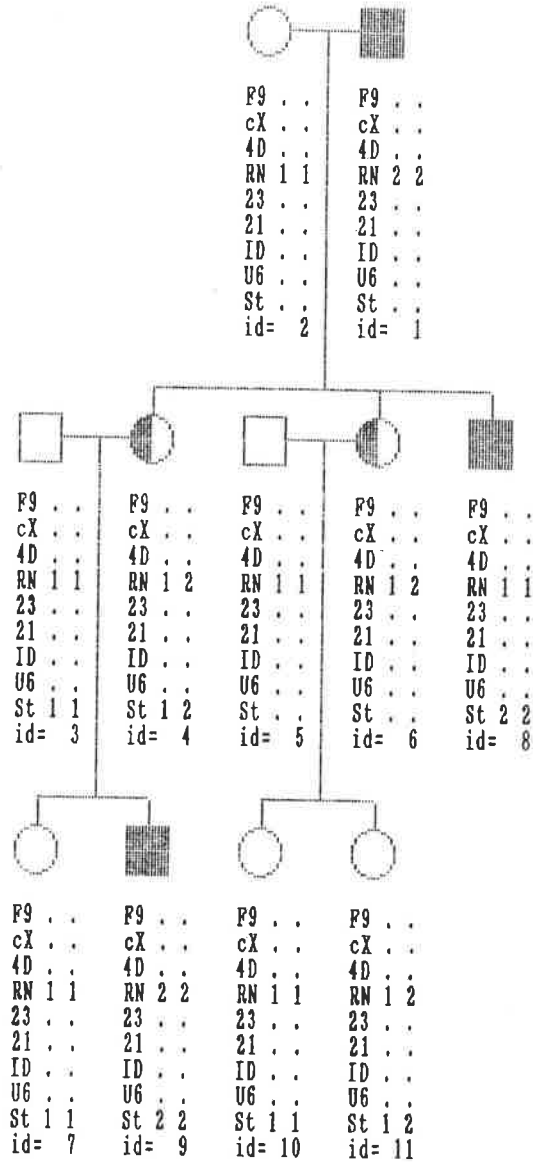 F9 . .
cX . .
4D . .
RN 1 1
23 . .
21 . .
ID . .
U6 . .
St . .
id= 2
F9 . .
cX . .
4D . .
RN 2 2
23 . .
21 . .
ID . .
U6 . .
St . .
id= 1
F9 . .
cX . .
4D . .
RN 1 1
23 . .
21 . .
ID . .
U6 . .
St 1 1
id= 3
F9 . .
cX . .
4D . .
RN 1 2
23 . .
21 . .
ID . .
U6 . .
St 1 2
id= 4
F9 . .
cX . .
4D . .
RN 1 1
23 . .
21 . .
ID . .
U6 . .
St . .
id= 5
F9 . .
cX . .
4D . .
RN 1 2
23 . .
21 . .
ID . .
U6 . .
St . .
id= 6
F9 . .
cX . .
4D . .
RN 1 1
23 . .
21 . .
ID . .
U6 . .
St 2 2
id= 8
F9 . .
cX . .
4D . .
RN 1 1
23 . .
21 . .
ID . .
U6 . .
St 1 1
id= 7
F9 . .
cX . .
4D . .
RN 2 2
23 . .
21 . .
ID . .
U6 . .
St 2 2
id= 9
F9 . .
cX . .
4D . .
RN 1 1
23 . .
21 . .
ID . .
U6 . .
St 1 1
id= 10
F9 . .
cX . .
4D . .
RN 1 2
23 . .
21 . .
ID . .
U6 . .
St 1 2
id= 11